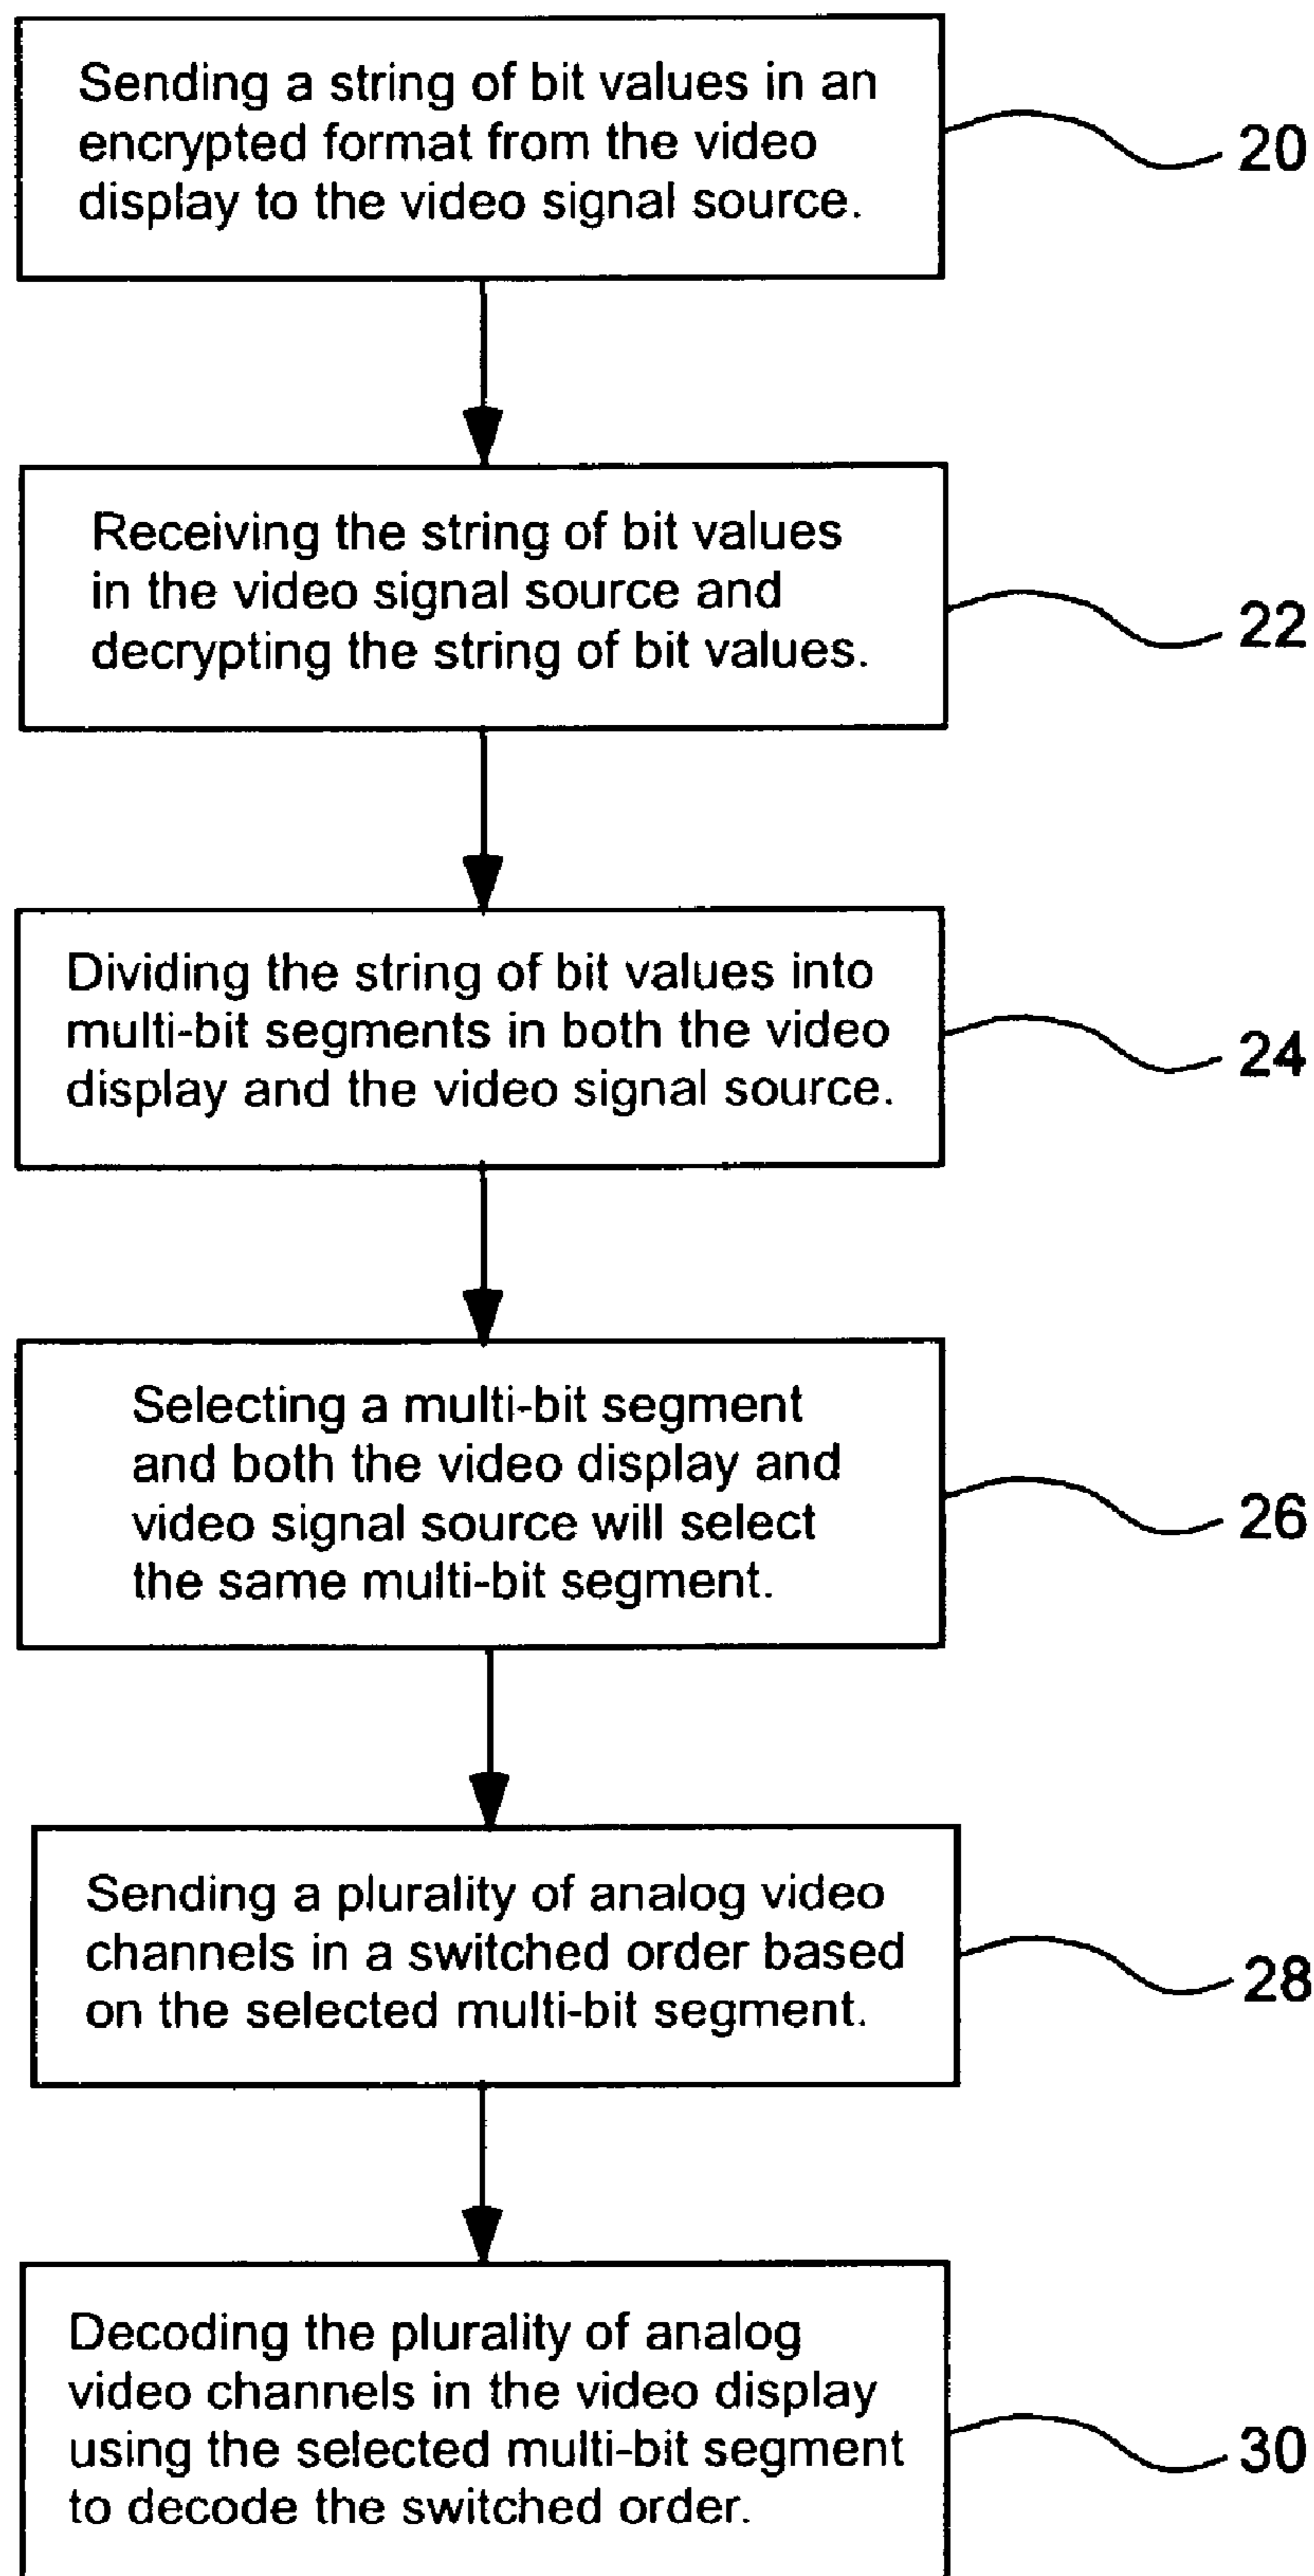 Sending a string of bit values in an
encrypted format from the video
display to the video signal source.
20
Receiving the string of bit values
in the video signal source and
decrypting the string of bit values.
22
Dividing the string of bit values into
multi-bit segments in both the video
display and the video signal source.
24
Selecting a multi-bit segment
and both the video display and
video signal source will select
the same multi-bit segment.
26
Sending a plurality of analog video
channels in a switched order based
on the selected multi-bit segment.
28
Decoding the plurality of analog
video channels in the video display
using the selected multi-bit segment
to decode the switched order.
30